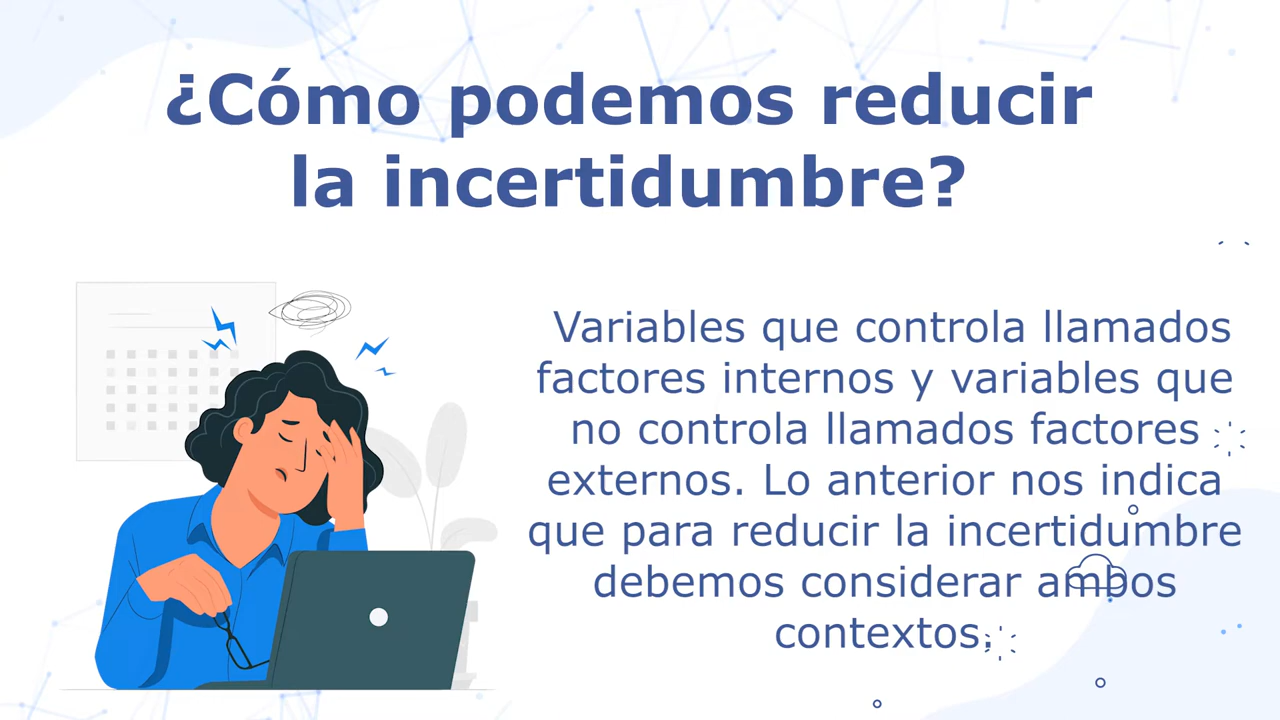 ¿Cómo podemos reducir
la incertidumbre?
Variables que controla llamados
factores internos y variables que
no controla llamados factores
externos. Lo anterior nos indica
que para reducir la incertidumbre
debemos considerar ambos
contextos.